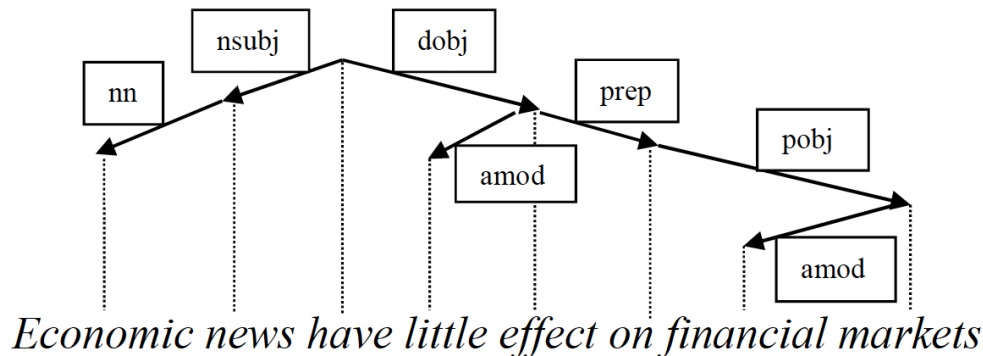 nsubj dobj
nn prep
pobj
amod
amod
Economic news have little effect on financial markets